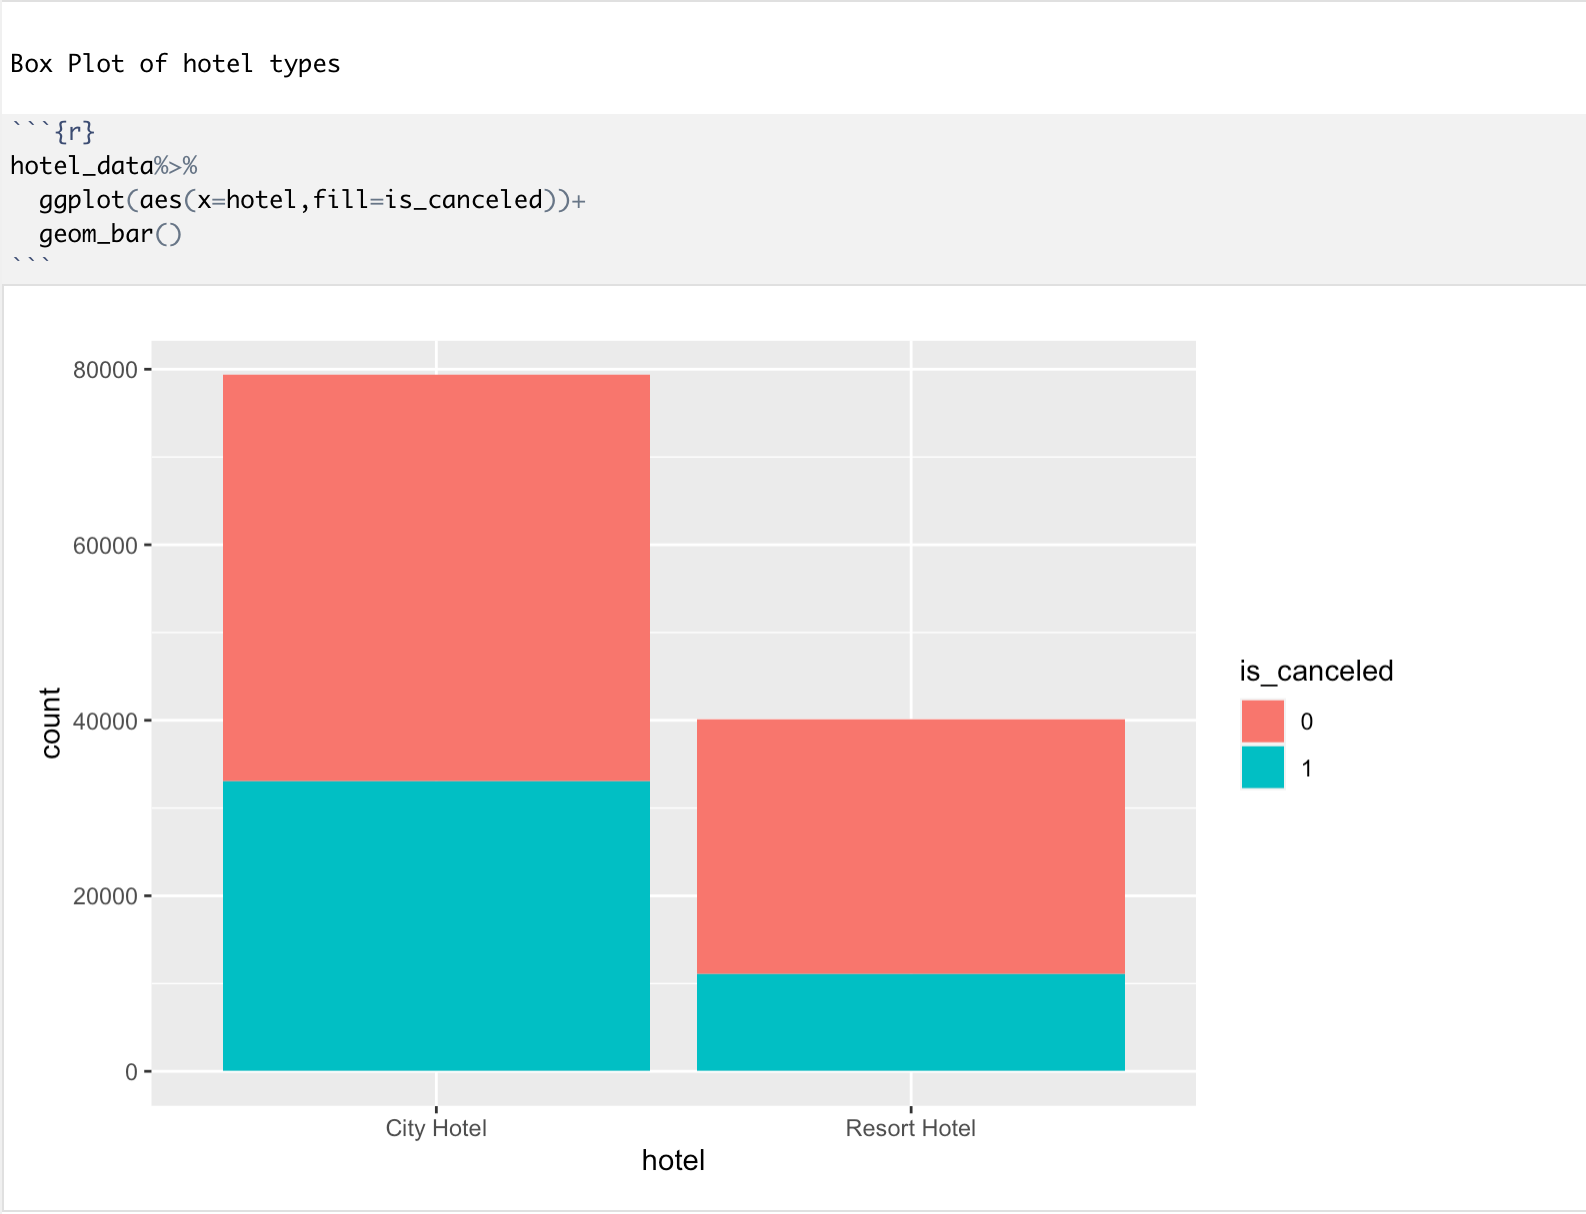 Box Plot of hotel types
```{r}
hotel_data%>%
  ggplot(aes(x=hotel,fill=is_canceled))+
  geom_bar()
```
80000
60000
40000
20000
0
count
City Hotel
Resort Hotel
hotel
is_canceled
0
1